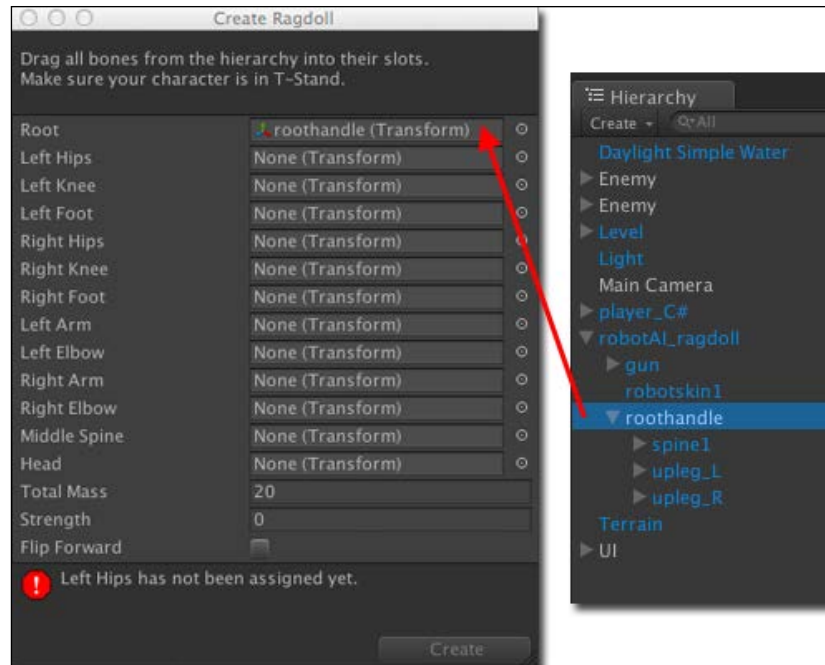 Create Ragdoll
Drag all bones from the hierarchy into their slots.
Make sure your character is in T-Stand.
Root roothandle (Transform)
Left Hips None (Transform)
Left Knee None (Transform)
Left Foot None (Transform)
Right Hips None (Transform)
Right Knee None (Transform)
Right Foot None (Transform)
Left Arm None (Transform)
Left Elbow None (Transform)
Right Arm None (Transform)
Right Elbow None (Transform)
Middle Spine None (Transform)
Head None (Transform)
Total Mass 20
Strength 0
Flip Forward
! Left Hips has not been assigned yet.
Create
Hierarchy
Create All
Daylight Simple Water
Enemy
Enemy
Level
Light
Main Camera
player_C#
robotAI_ragdoll
gun
robotskin1
roothandle
spine1
upleg_L
upleg_R
Terrain
UI